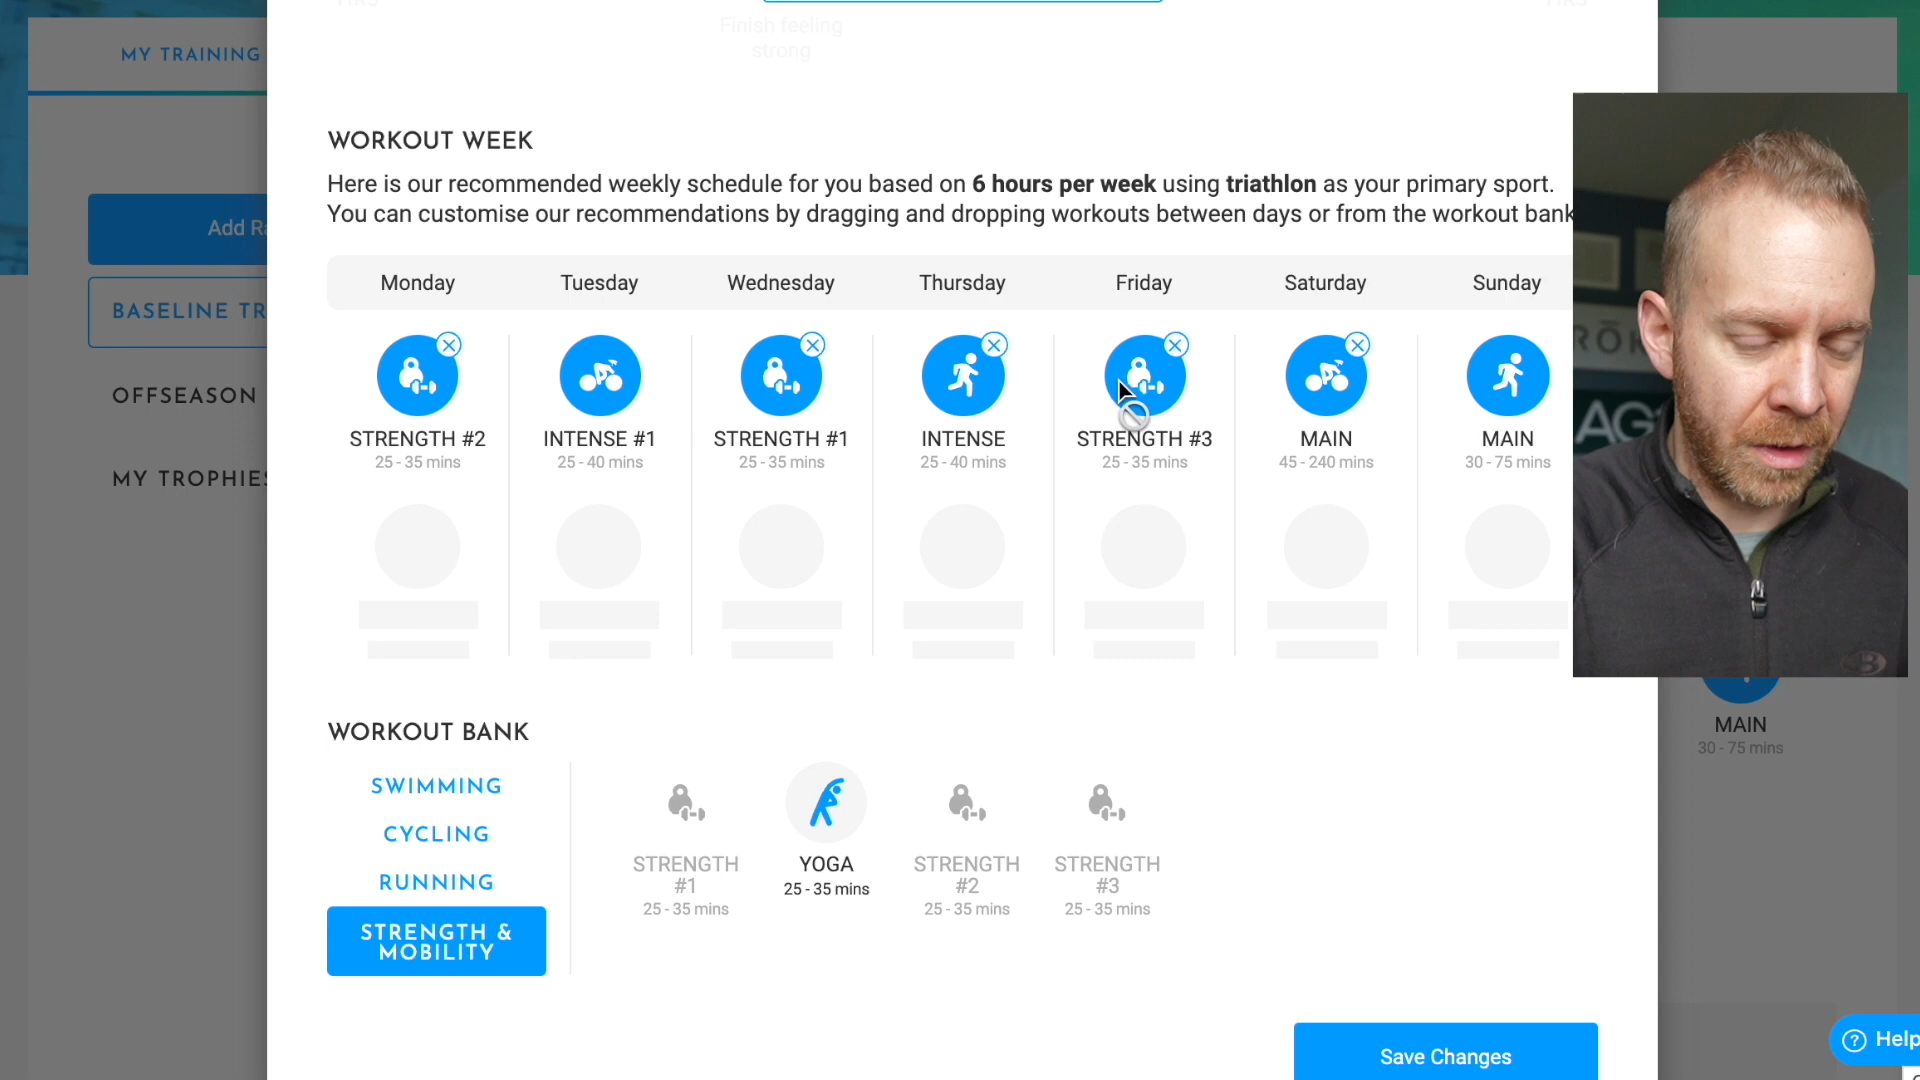 Finish feeling
strong
MY TRAINING
WORKOUT WEEK
Here is our recommended weekly schedule for you based on 6 hours per week using triathlon as your primary sport.
You can customise our recommendations by dragging and dropping workouts between days or from the workout bank
Add Ra
BASELINE TR
OFFSEASON
MY TROPHIES
Monday Tuesday Wednesday Thursday Friday Saturday Sunday
STRENGTH #2 INTENSE #1 STRENGTH #1 INTENSE STRENGTH #3 MAIN MAIN
25 - 35 mins 25 - 40 mins 25 - 35 mins 25 - 40 mins 25 - 35 mins 45 - 240 mins 30 - 75 mins
AG
MAIN
30 - 75 mins
WORKOUT BANK
SWIMMING
CYCLING
RUNNING
STRENGTH &
MOBILITY
STRENGTH
#1
25 - 35 mins
YOGA
25 - 35 mins
STRENGTH
#2
25 - 35 mins
STRENGTH
#3
25 - 35 mins
Save Changes
Help